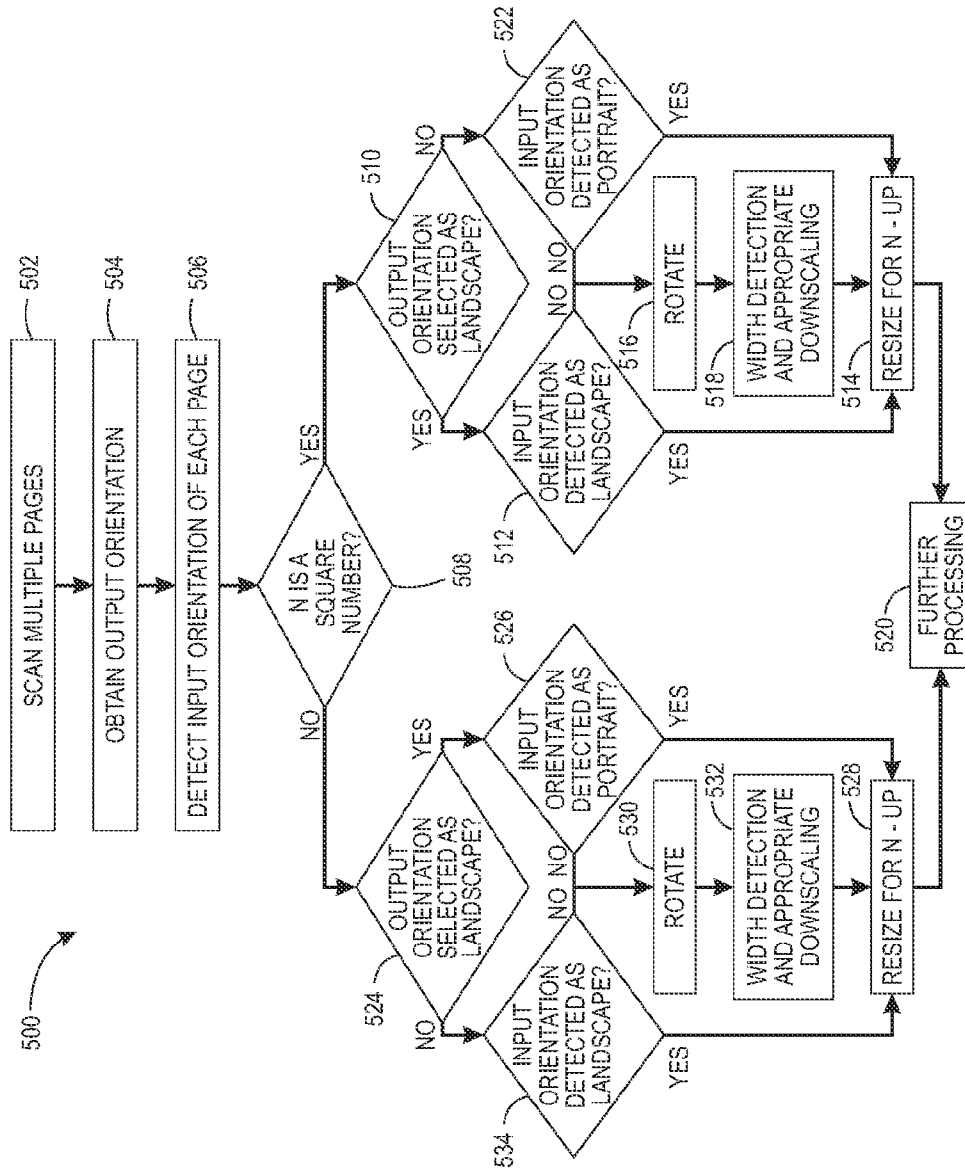 500
SCAN MULTIPLE PAGES
502
OBTAIN OUTPUT ORIENTATION
504
DETECT INPUT ORIENTATION OF EACH PAGE
506
N IS A
SQUARE
NUMBER?
508
NO
YES
OUTPUT
ORIENTATION
SELECTED AS
LANDSCAPE?
524
NO
YES
OUTPUT
ORIENTATION
SELECTED AS
LANDSCAPE?
510
YES
NO
INPUT
ORIENTATION
DETECTED AS
LANDSCAPE?
534
NO
YES
INPUT
ORIENTATION
DETECTED AS
PORTRAIT?
526
NO
YES
INPUT
ORIENTATION
DETECTED AS
LANDSCAPE?
512
NO
YES
INPUT
ORIENTATION
DETECTED AS
PORTRAIT?
522
NO
YES
ROTATE
530
WIDTH DETECTION
AND APPROPRIATE
DOWNSCALING
532
RESIZE FOR N - UP
528
516
ROTATE
518
WIDTH DETECTION
AND APPROPRIATE
DOWNSCALING
514
RESIZE FOR N - UP
520
FURTHER
PROCESSING